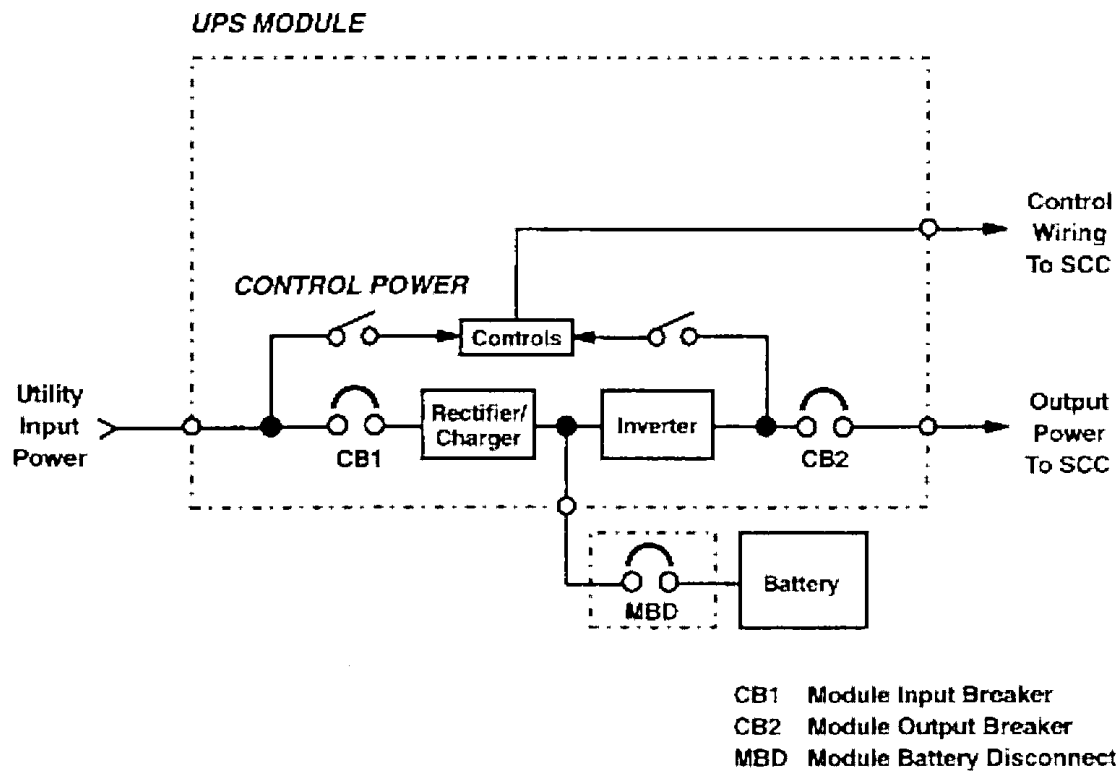 UPS MODULE
Control
Wiring
To SCC
CONTROL POWER
Controls
Utility
Input
Power
CB1
Rectifier/
Charger
Inverter
CB2
Output
Power
To SCC
MBD
Battery
CB1 Module Input Breaker
CB2 Module Output Breaker
MBD Module Battery Disconnect